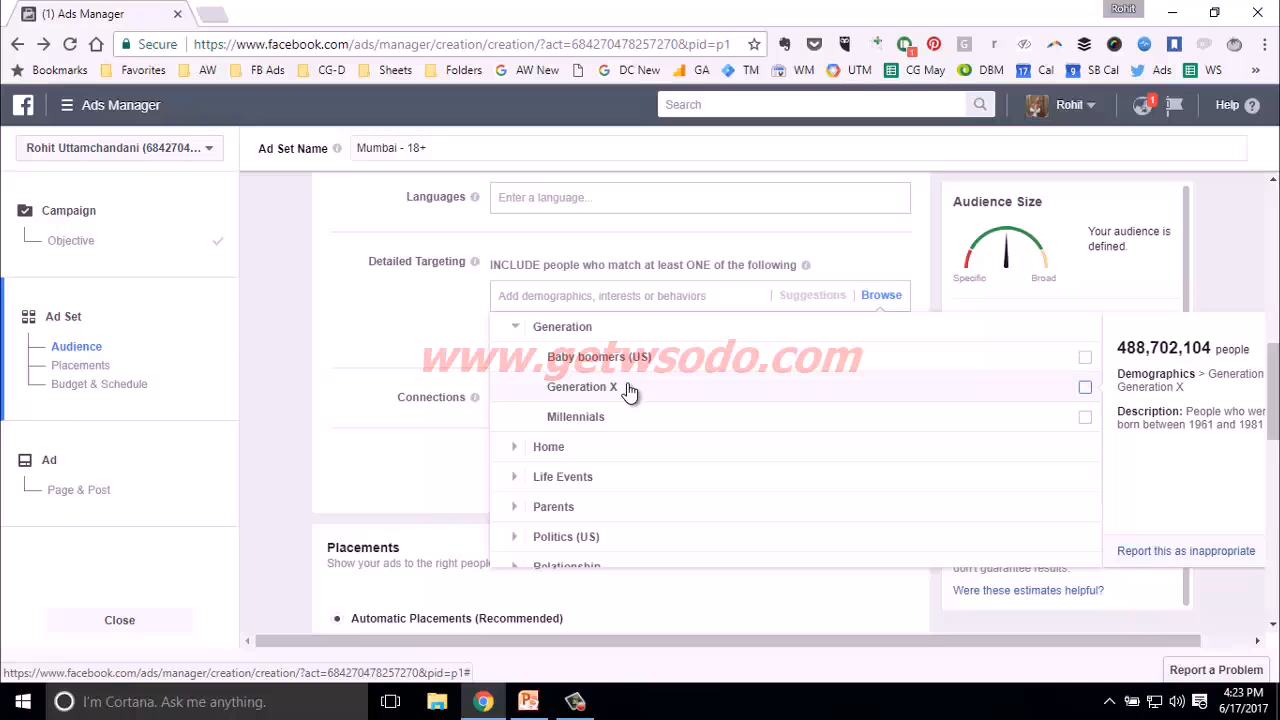 (1) Ads Manager
Rohit
Secure
https://www.facebook.com/ads/manager/creation/creation/?act=684270478257270&pid=p1
Bookmarks
Favorites
AW
FB Ads
CG-D
Sheets
Folders
AW New
DC New
GA
TM
WM
UTM
CG May
DBM
17 Cal
9 SB Cal
Ads
WS
»
Ads Manager
Search
Rohit
1
Help
Rohit Uttamchandani (6842704...
Ad Set Name
Mumbai - 18+
Campaign
Objective
Ad Set
Audience
Placements
Budget & Schedule
Ad
Page & Post
Close
Languages
Enter a language...
Detailed Targeting
INCLUDE people who match at least ONE of the following
Add demographics, interests or behaviors | Suggestions | Browse
Generation
Baby boomers (US)
Generation X
Millennials
Home
Life Events
Parents
Politics (US)
Relationship
Connections
Placements
Show your ads to the right peopl
Automatic Placements (Recommended)
Audience Size
Your audience is
defined.
Specific
Broad
488,702,104 people
Demographics > Generation
Generation X
Description: People who wer
born between 1961 and 1981
Report this as inappropriate
don't guarantee results.
Were these estimates helpful?
www.getwsodo.com
https://www.facebook.com/ads/manager/creation/creation/?act=684270478257270&pid=p1#
Report a Problem
I'm Cortana. Ask me anything.
4:23 PM
6/17/2017